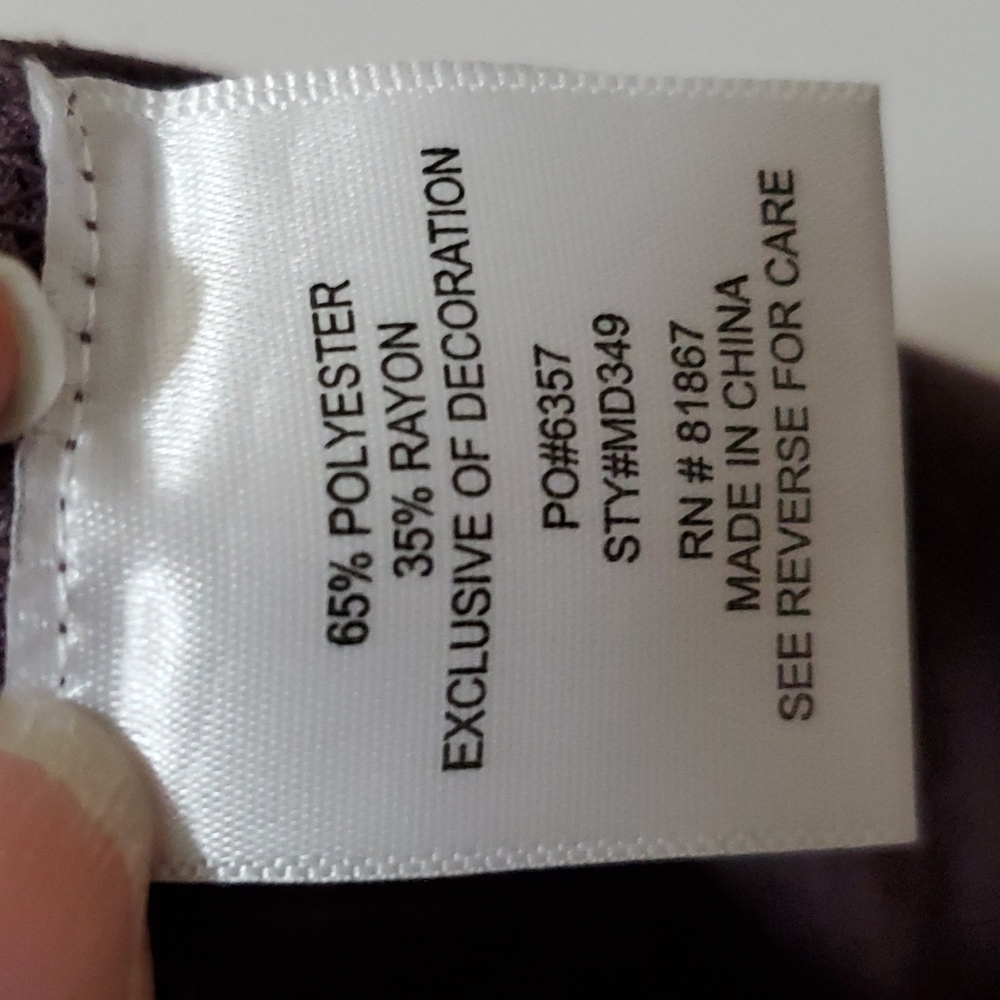 65% POLYESTER
35% RAYON
EXCLUSIVE OF DECORATION
PO#6357
STY#MD349
RN # 81867
MADE IN CHINA
SEE REVERSE FOR CARE